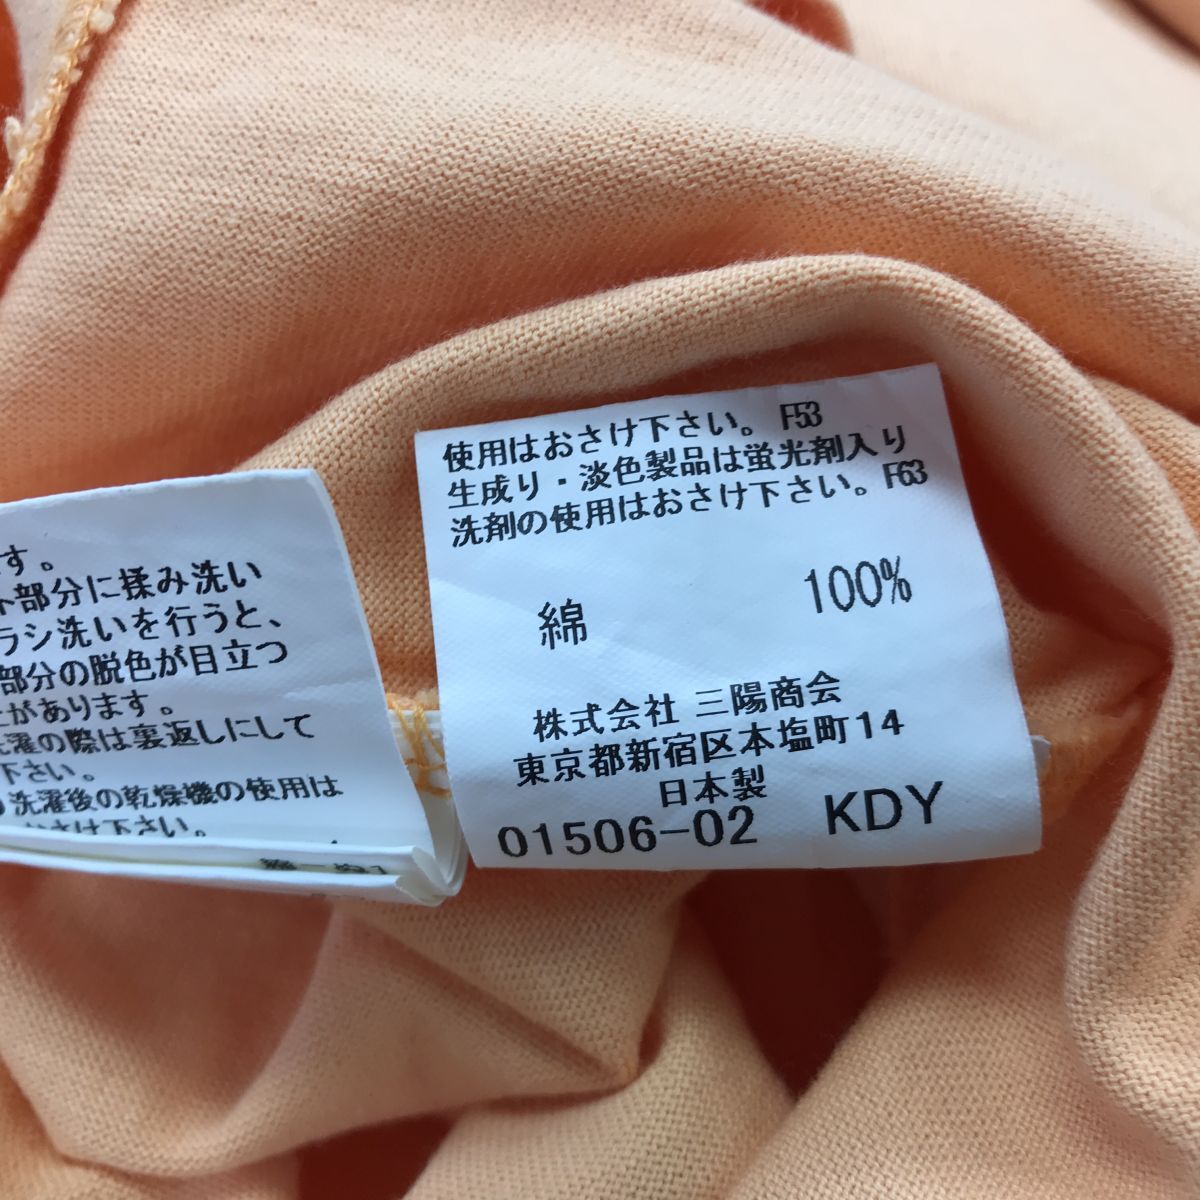 す。
部分に揉み洗い
ラシ洗いを行うと、
部分の脱色が目立つ
があります。
洗濯の際は裏返しにして
下さい。
洗濯後の乾燥機の使用は
おさけ下さい。
使用はおさけ下さい。 F53
生成り・淡色製品は蛍光剤入り
洗剤の使用はおさけ下さい。F63
綿 100%
株式会社 三陽商会
東京都新宿区本塩町14
日本製
01506-02 KDY